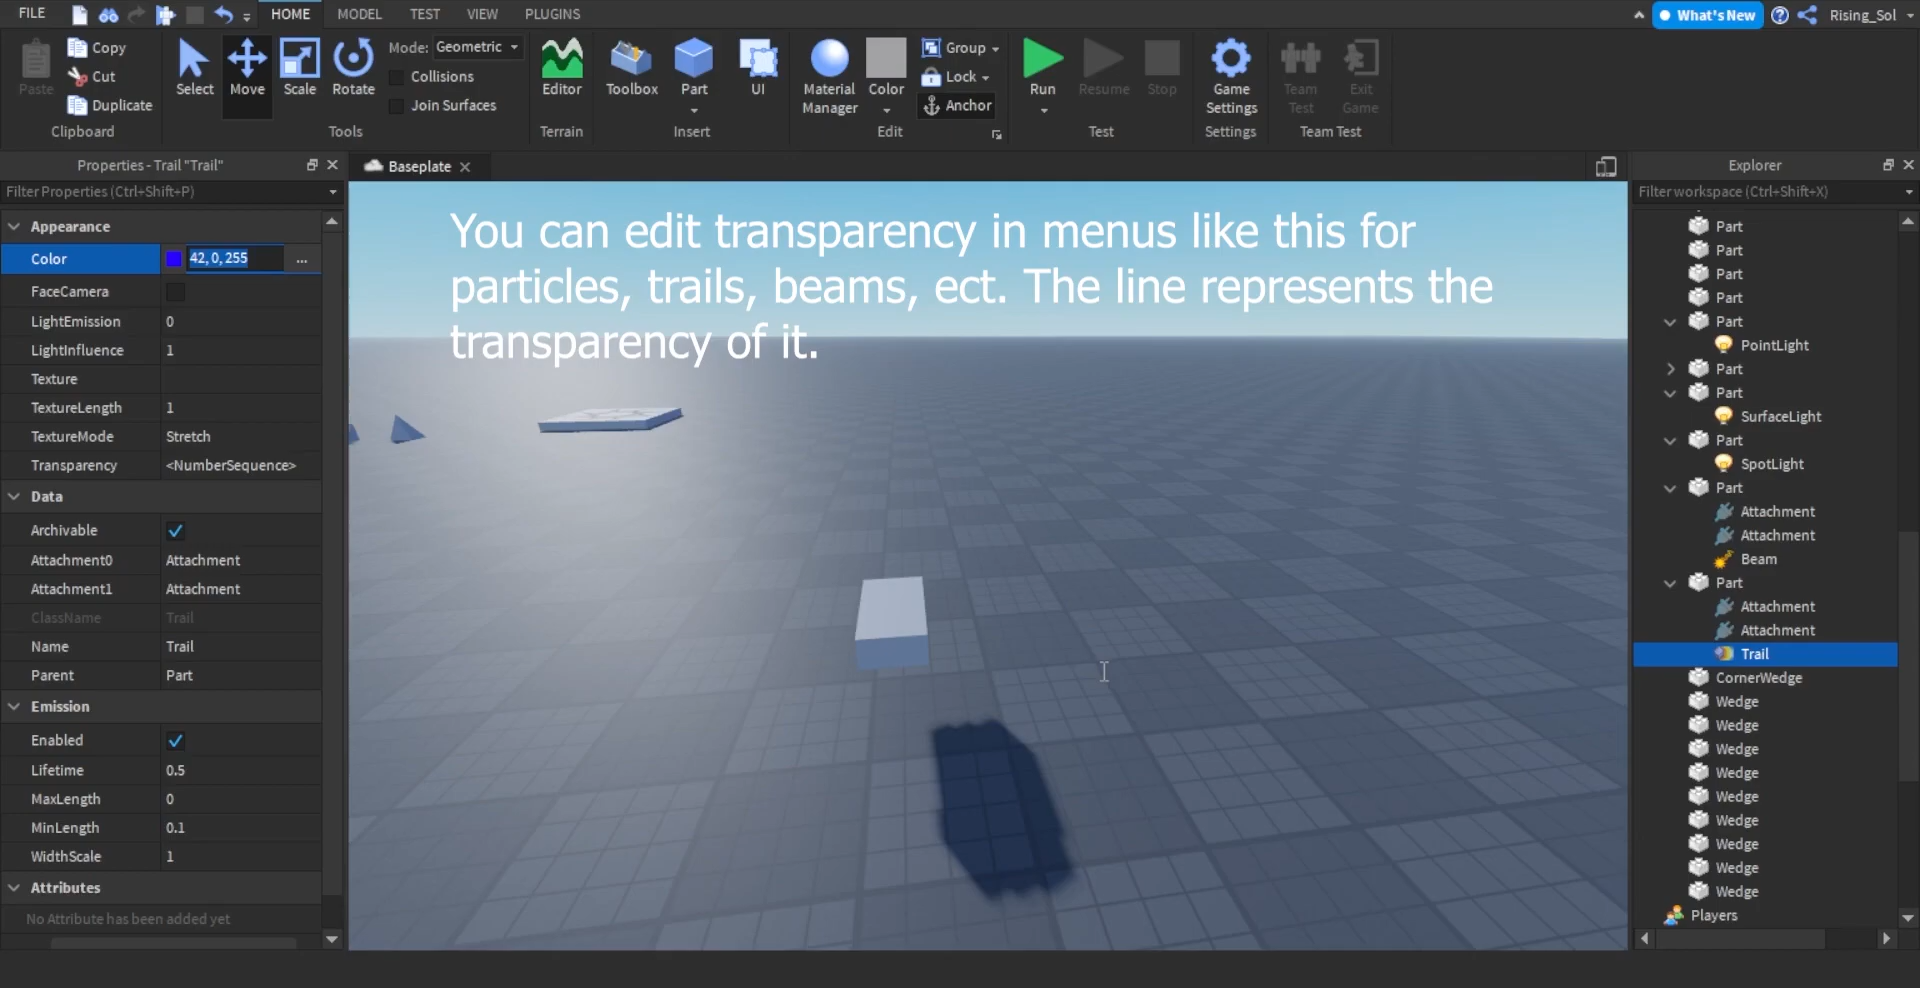 FILE
HOME
MODEL
TEST
VIEW
PLUGINS
What's New
Rising_Sol
Paste
Copy
Cut
Duplicate
Clipboard
Select
Move
Scale
Rotate
Mode: Geometric
Collisions
Join Surfaces
Tools
Editor
Terrain
Toolbox
Part
UI
Insert
Material
Manager
Color
Group
Lock
Anchor
Edit
Run
Resume
Stop
Test
Game
Settings
Settings
Team
Test
Exit
Game
Team Test
Properties - Trail "Trail"
Filter Properties (Ctrl+Shift+P)
Appearance
Color 42, 0, 255 ...
FaceCamera
LightEmission 0
LightInfluence 1
Texture
TextureLength 1
TextureMode Stretch
Transparency <NumberSequence>
Data
Archivable
Attachment0 Attachment
Attachment1 Attachment
ClassName Trail
Name Trail
Parent Part
Emission
Enabled
Lifetime 0.5
MaxLength 0
MinLength 0.1
WidthScale 1
Attributes
No Attribute has been added yet
Baseplate
You can edit transparency in menus like this for
particles, trails, beams, ect. The line represents the
transparency of it.
Explorer
Filter workspace (Ctrl+Shift+X)
Part
Part
Part
Part
Part
PointLight
Part
Part
SurfaceLight
Part
SpotLight
Part
Attachment
Attachment
Beam
Part
Attachment
Attachment
Trail
CornerWedge
Wedge
Wedge
Wedge
Wedge
Wedge
Wedge
Wedge
Wedge
Wedge
Players